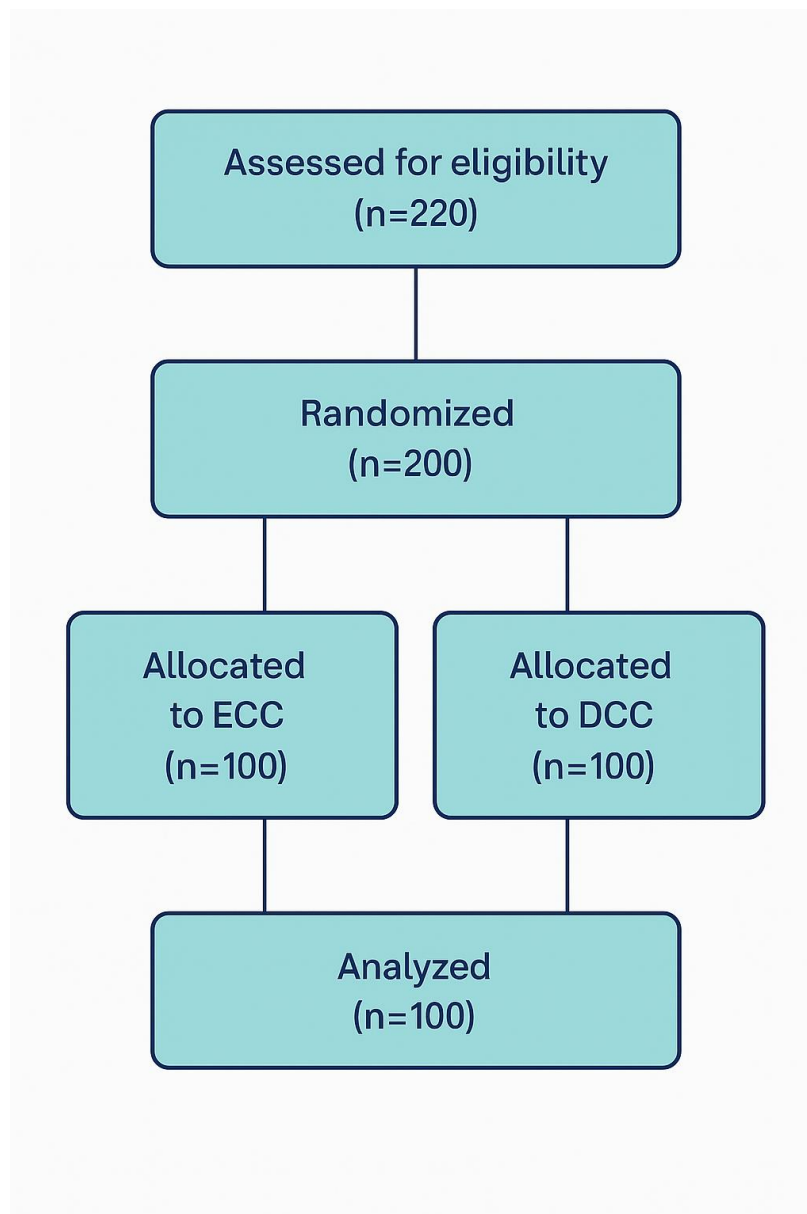 Assessed for eligibility
(n=220)
Randomized
(n=200)
Allocated
to ECC
(n=100)
Allocated
to DCC
(n=100)
Analyzed
(n=100)